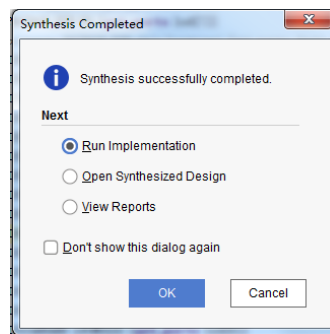 Synthesis Completed
Synthesis successfully completed.
Next
Run Implementation
Open Synthesized Design
View Reports
Don't show this dialog again
OK
Cancel